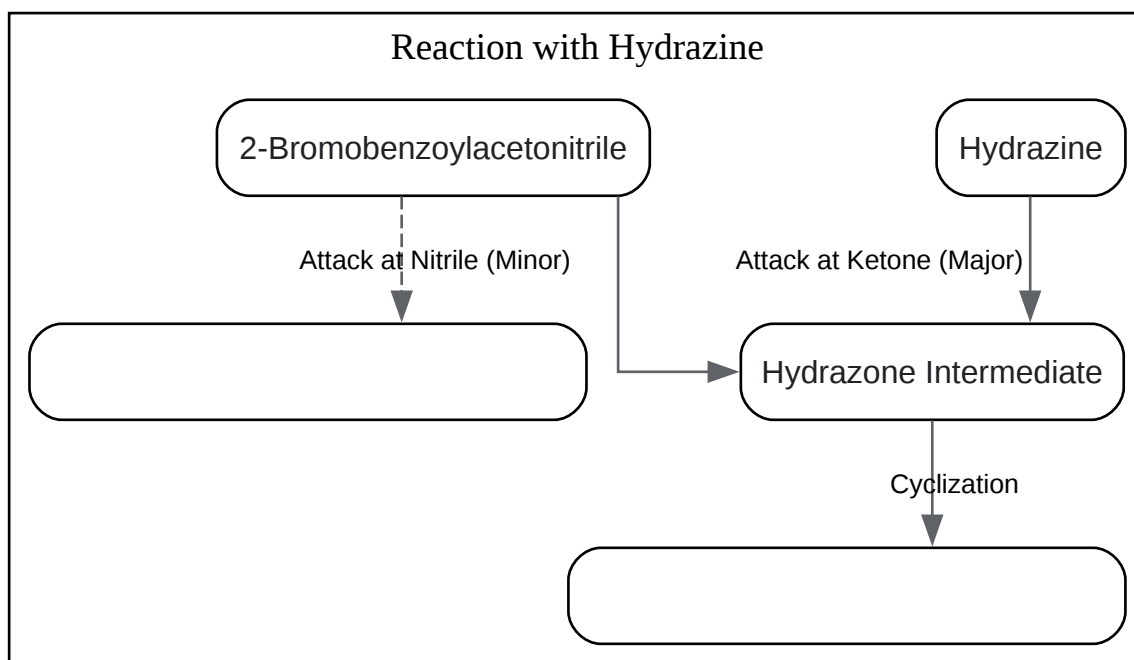 Reaction with Hydrazine
2-Bromobenzoylacetonitrile
Hydrazine
Attack at Nitrile (Minor)
Attack at Ketone (Major)
Hydrazone Intermediate
Cyclization